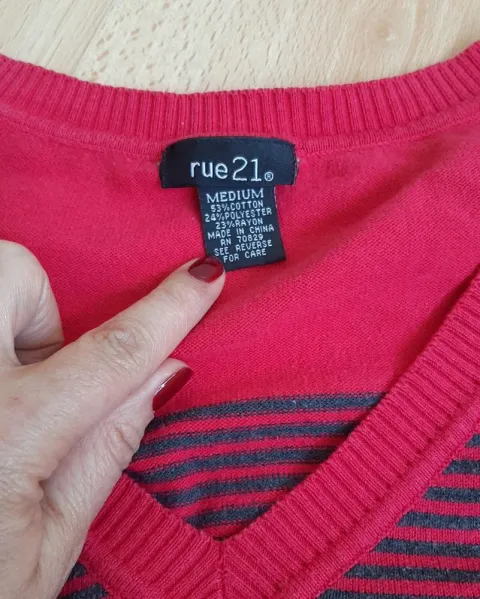 rue21®
MEDIUM
53%COTTON
24%POLYESTER
23%RAYON
MADE IN CHINA
RN 70829
SEE REVERSE
FOR CARE